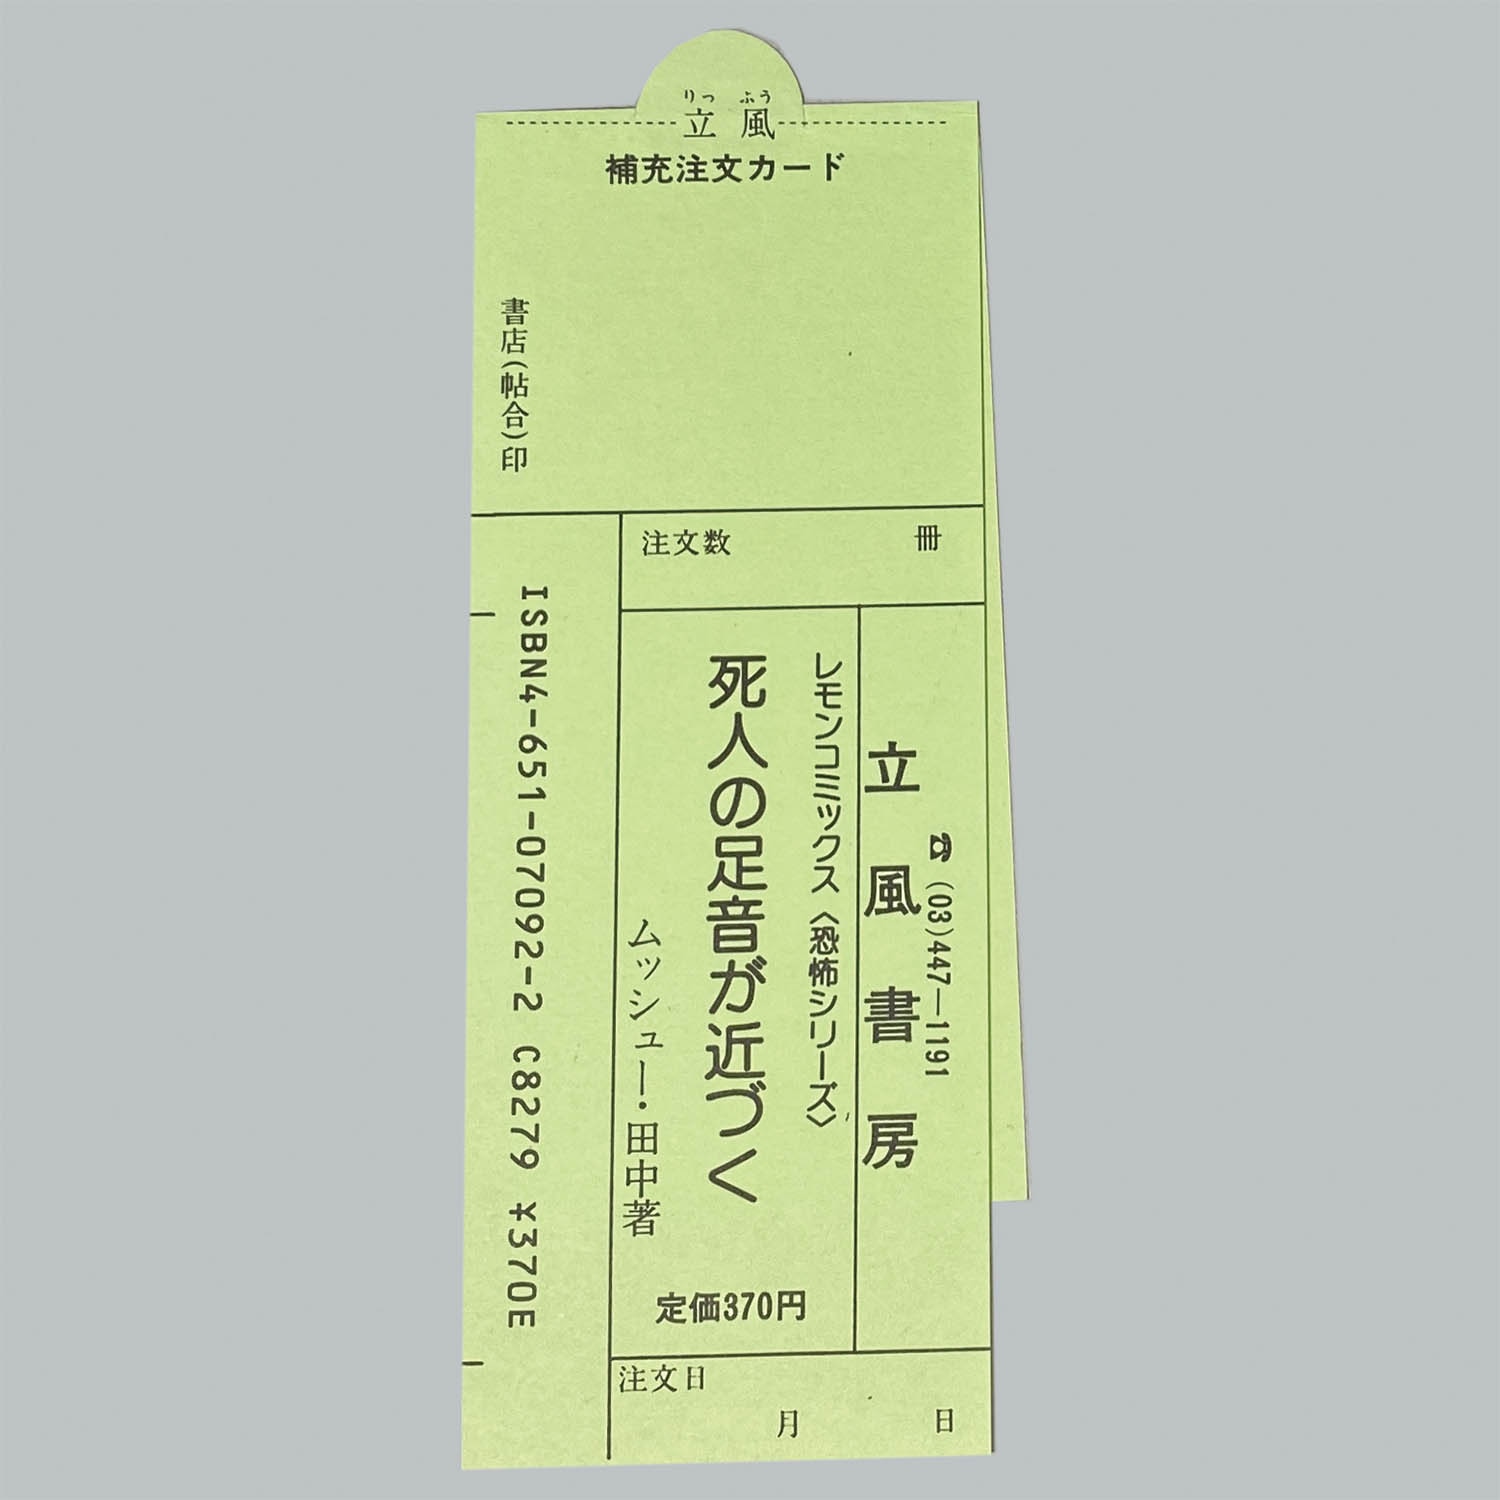 りっぷう
立風
補充注文カード
書店(帖合)印
注文数 冊
立風書房
☎(03)447—1191
レモンコミックス〈恐怖シリーズ〉
死人の足音が近づく
ムッシュー・田中著
定価370円
ISBN4-651-07092-2 C8279 ¥370E
注文日
月 日